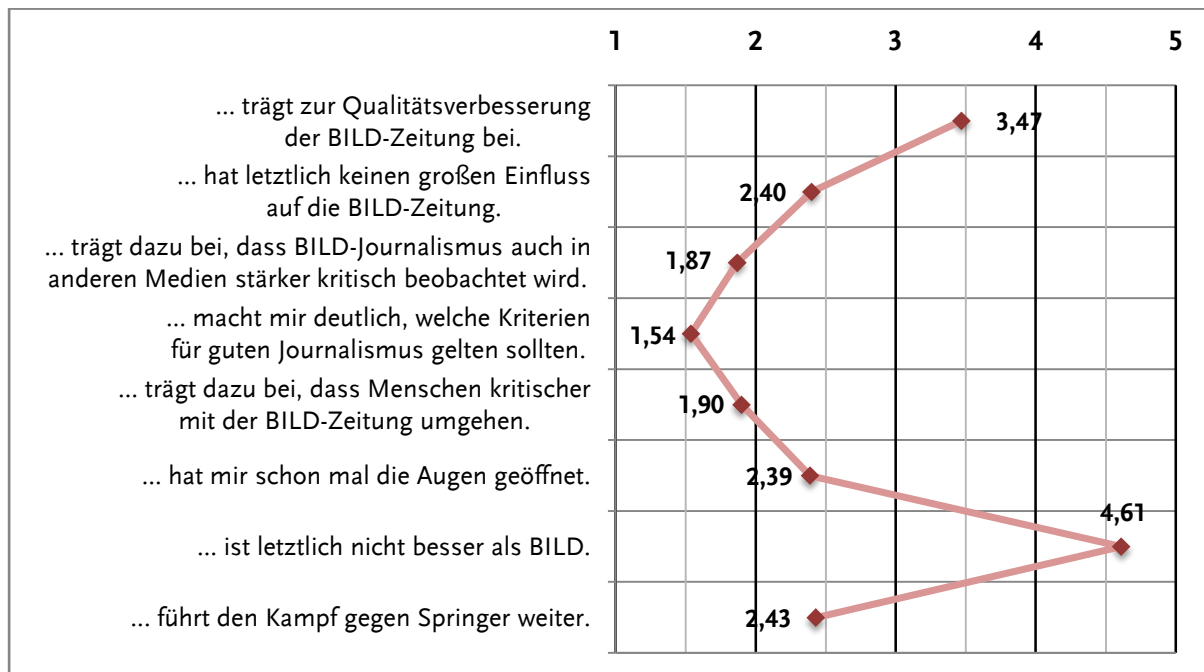 1 2 3 4 5
... trägt zur Qualitätsverbesserung
der BILD-Zeitung bei.
3,47
... hat letztlich keinen großen Einfluss
auf die BILD-Zeitung.
2,40
... trägt dazu bei, dass BILD-Journalismus auch in
anderen Medien stärker kritisch beobachtet wird.
1,87
... macht mir deutlich, welche Kriterien
für guten Journalismus gelten sollten.
1,54
... trägt dazu bei, dass Menschen kritischer
mit der BILD-Zeitung umgehen.
1,90
... hat mir schon mal die Augen geöffnet.
2,39
... ist letztlich nicht besser als BILD.
4,61
... führt den Kampf gegen Springer weiter.
2,43